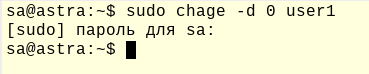 sa@astra:~$ sudo chage -d 0 user1
[sudo] пароль для sa:
sa@astra:~$